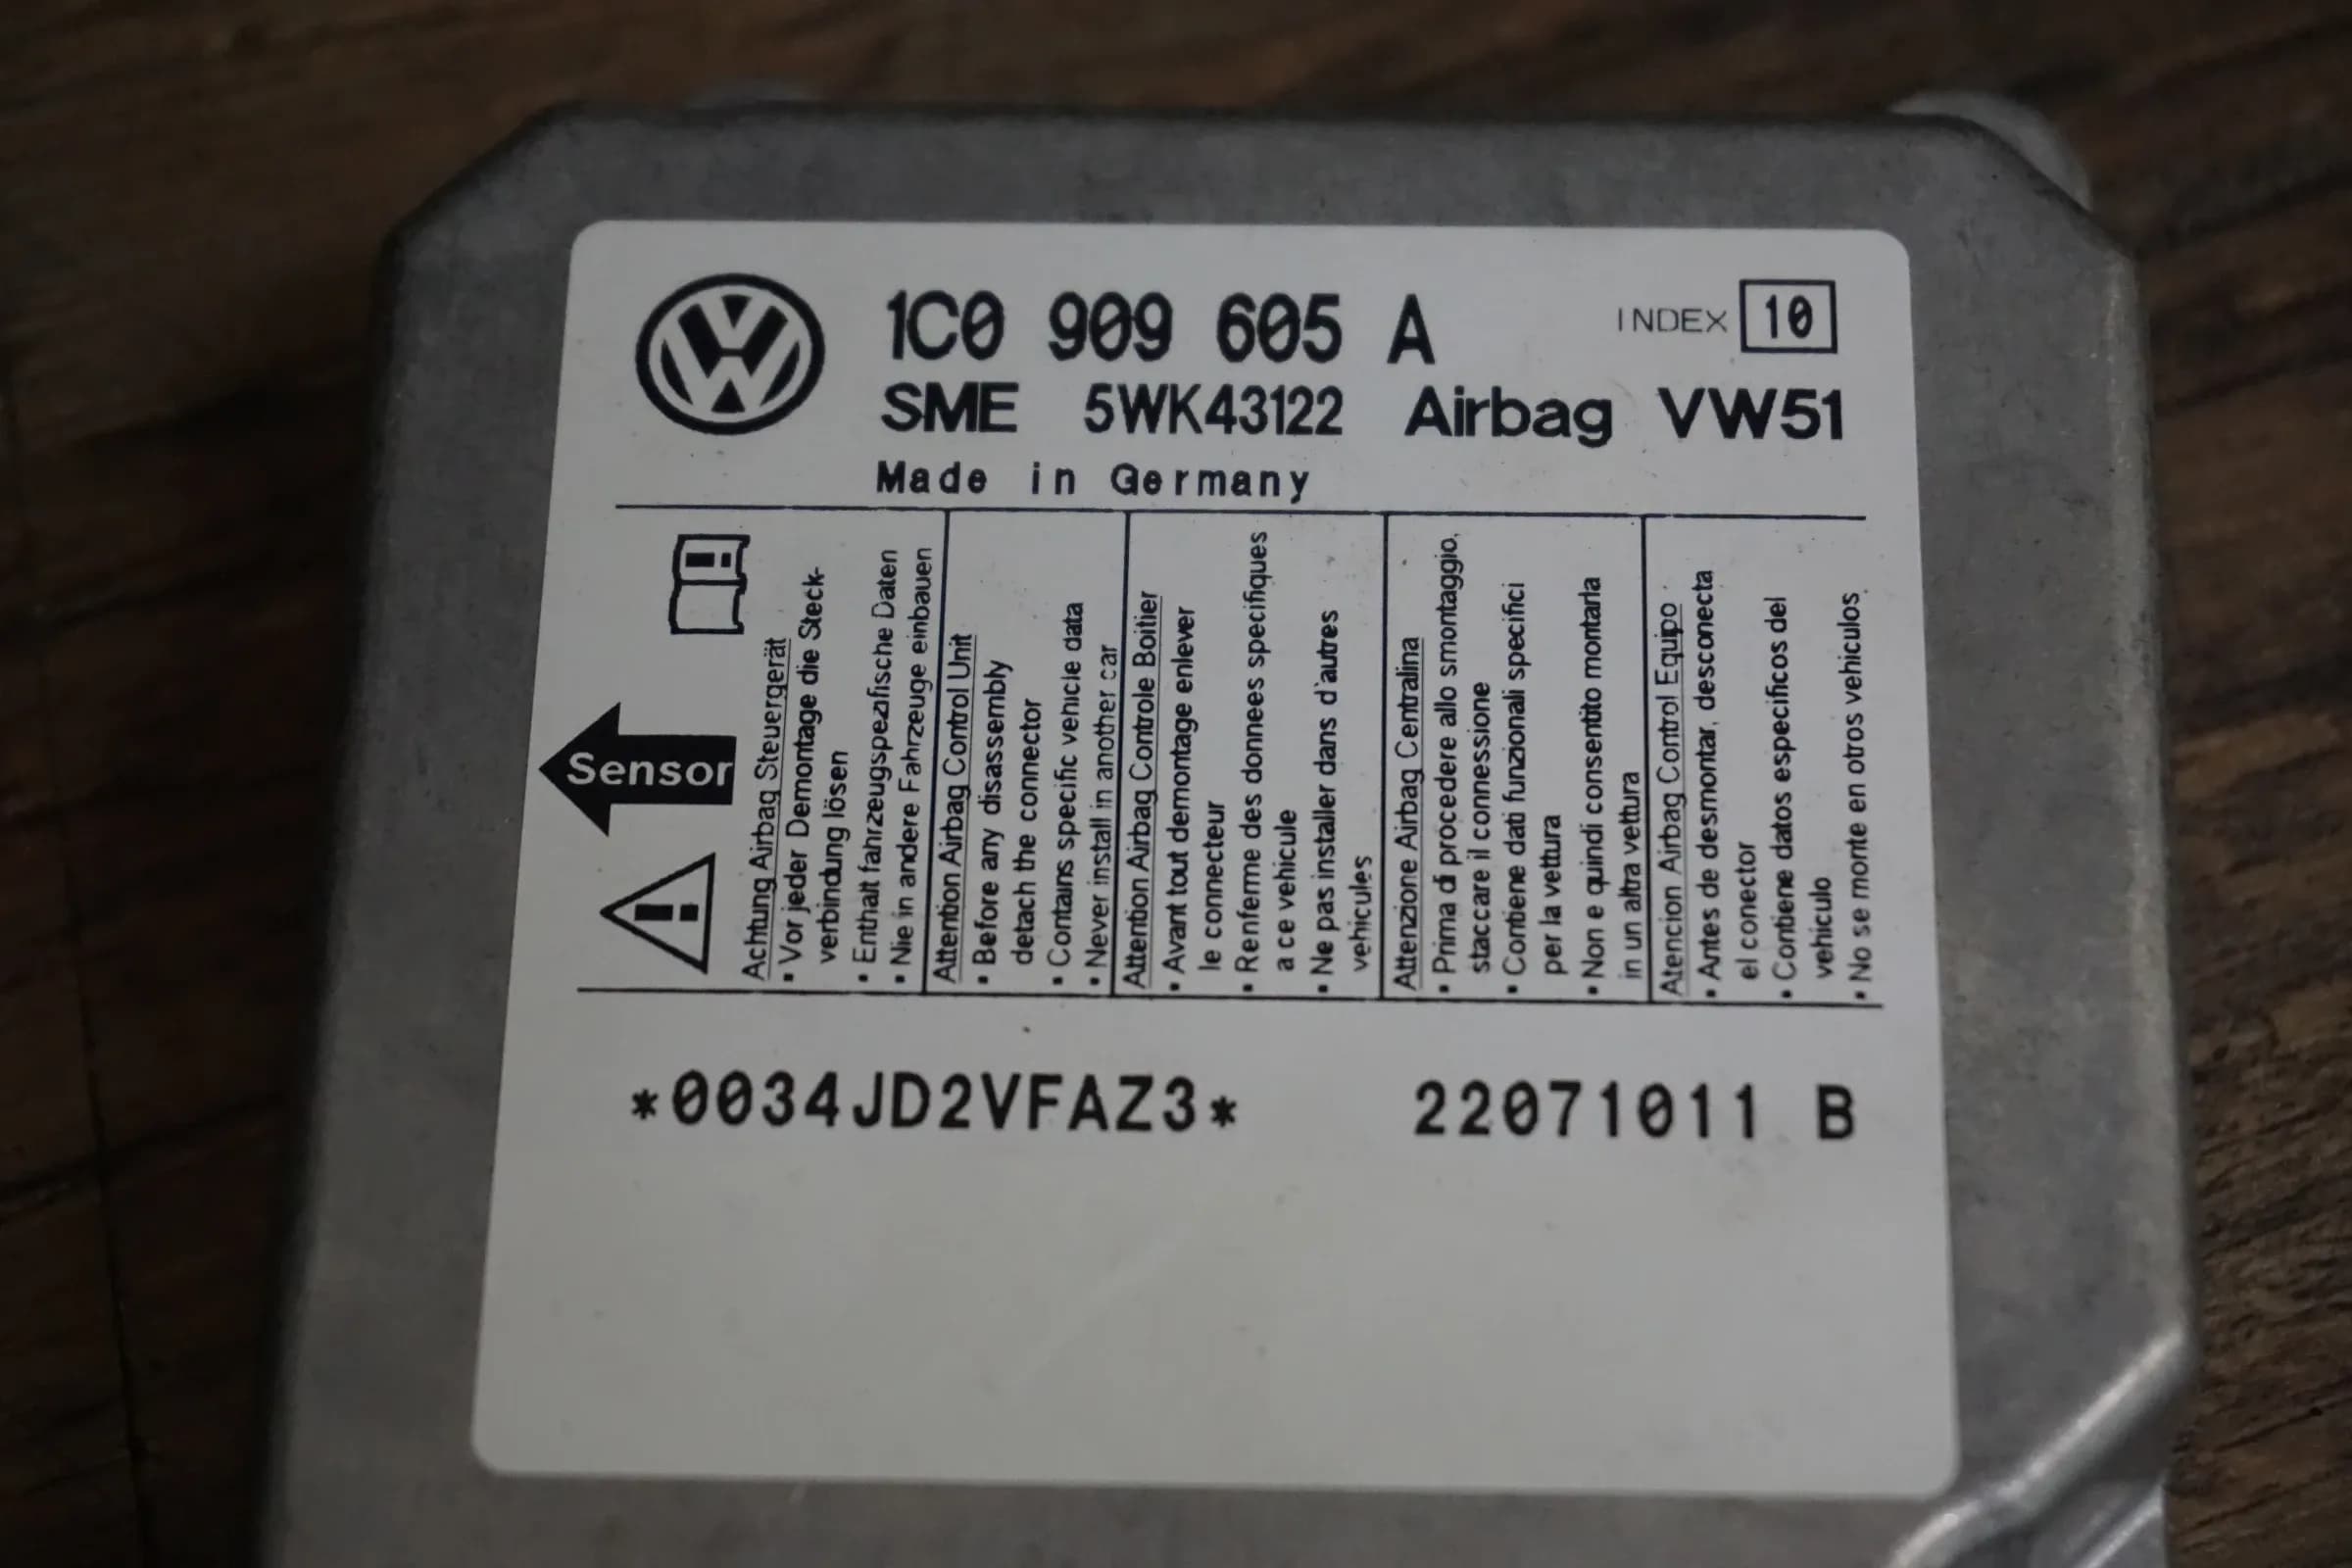 1C0 909 605 A INDEX 10
SME 5WK43122 Airbag VW51
Made in Germany
Sensor
Achtung Airbag Steuergerät
• Vor jeder Demontage die Steck-
verbindung lösen
• Enthalt fahrzeugspezifische Daten
• Nie in andere Fahrzeuge einbauen
Attention Airbag Control Unit
• Before any disassembly
detach the connector
• Contains specific vehicle data
• Never install in another car
Attention Airbag Controle Boitier
• Avant tout demontage enlever
le connecteur
• Renferme des donnees specifiques
a ce vehicule
• Ne pas installer dans d'autres
vehicules
Attenzione Airbag Centralina
• Prima di procedere allo smontaggio,
staccare il connessione
• Contiene dati funzionali specifici
per la vettura
• Non e quindi consentito montarla
in un altra vettura
Atencion Airbag Control Equipo
• Antes de desmontar, desconecta
el conector
• Contiene datos especificos del
vehiculo
• No se monte en otros vehiculos.
*0034JD2VFAZ3* 22071011 B